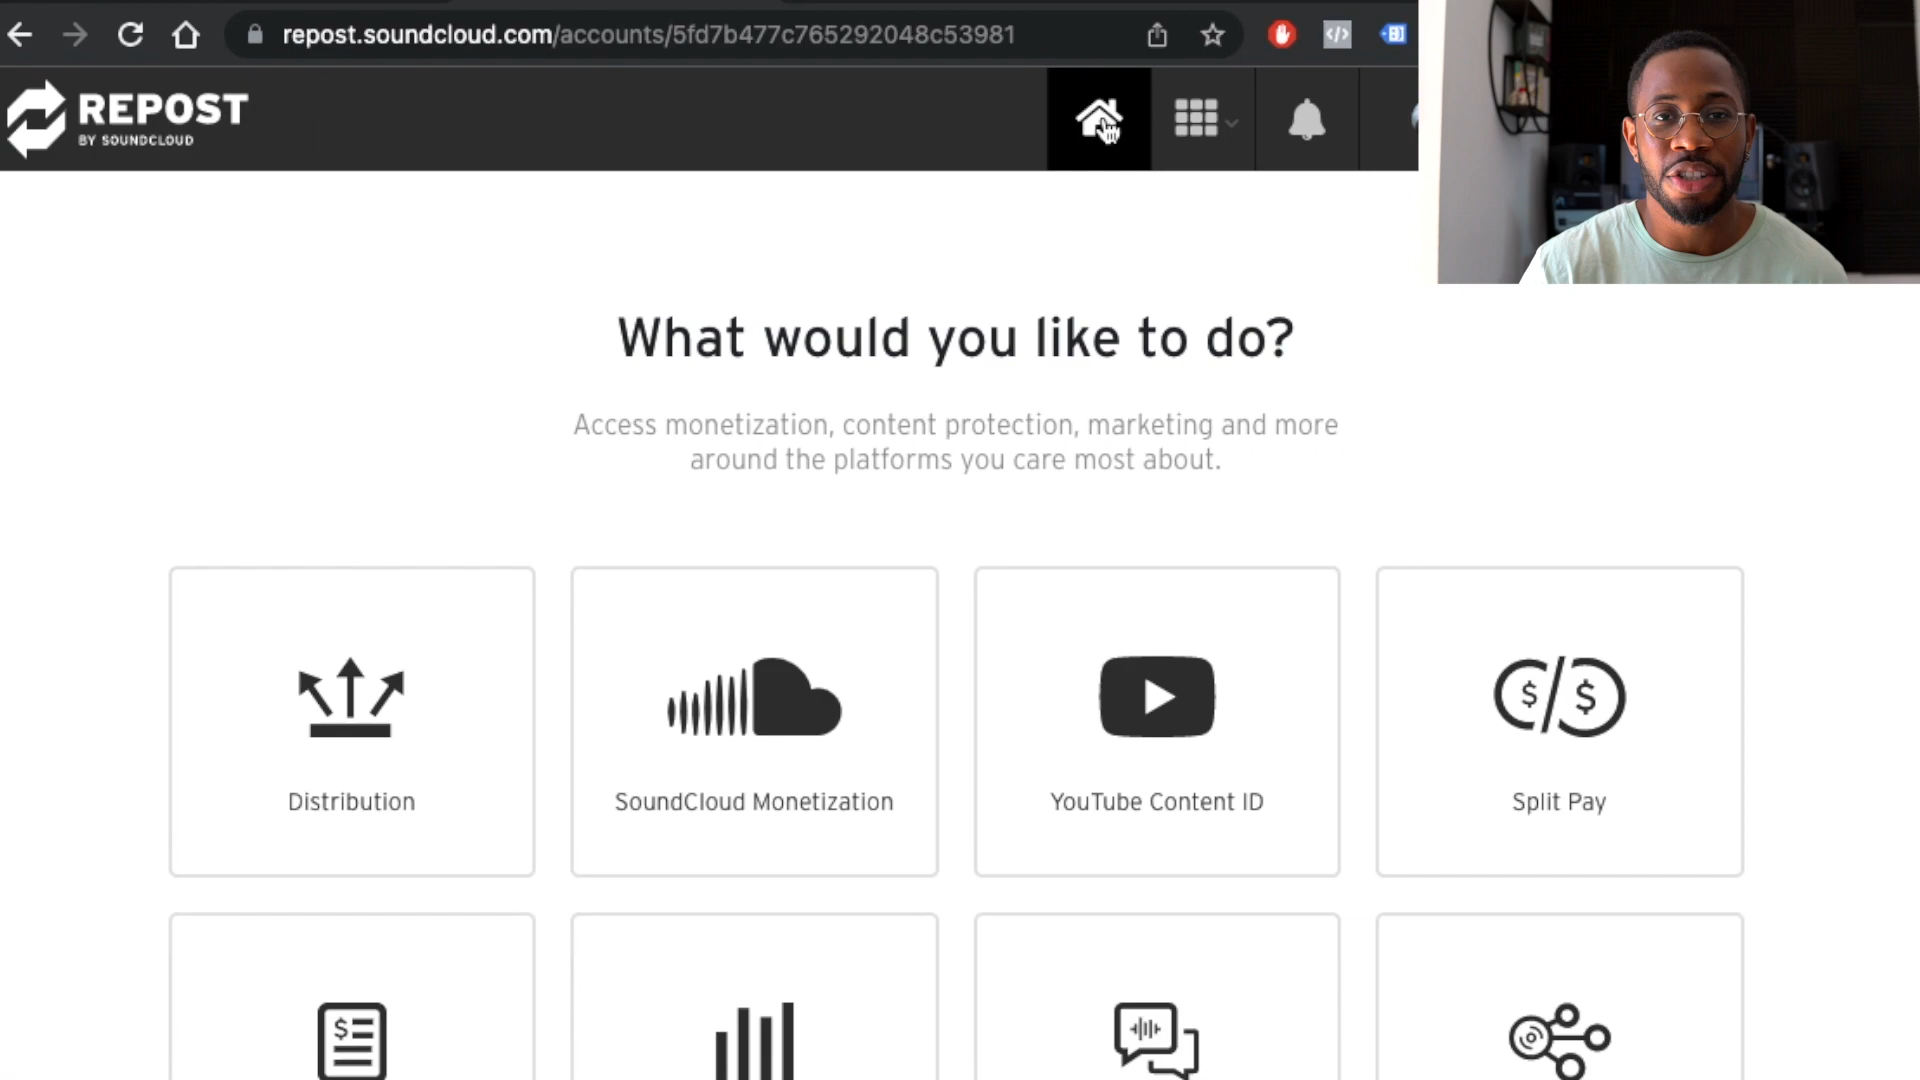 repost.soundcloud.com/accounts/5fd7b477c765292048c53981
REPOST
BY SOUNDCLOUD
What would you like to do?
Access monetization, content protection, marketing and more
around the platforms you care most about.
Distribution
SoundCloud Monetization
YouTube Content ID
Split Pay